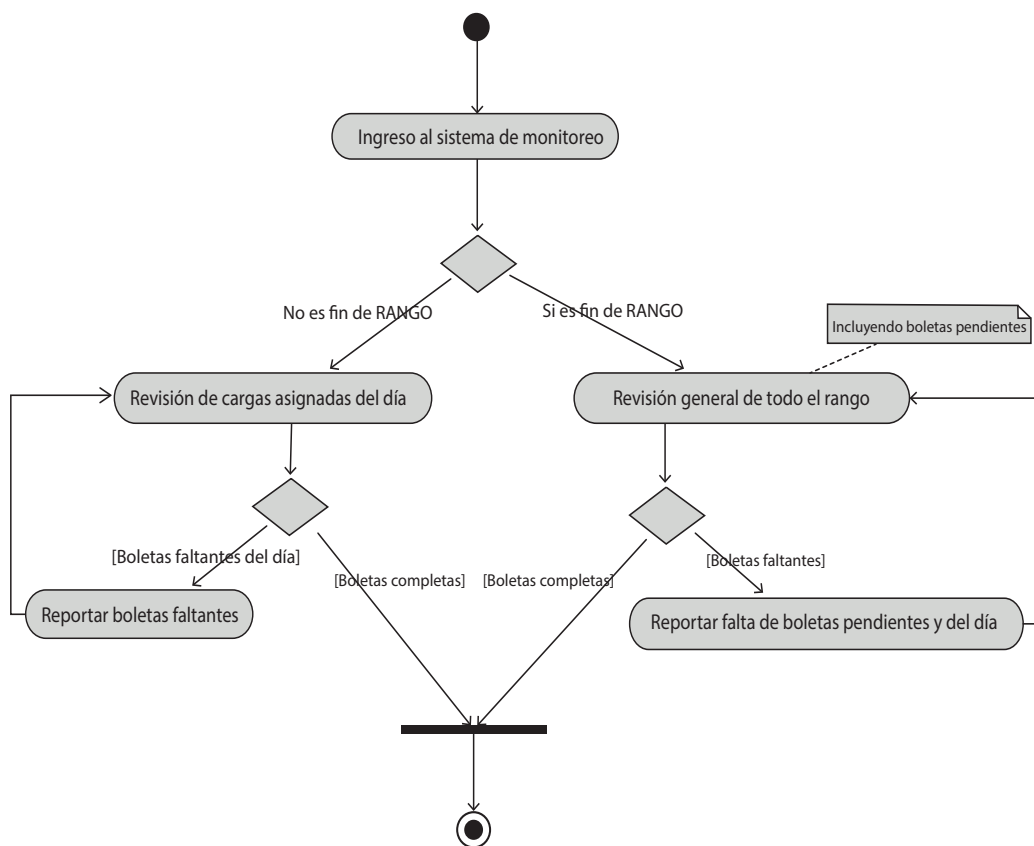 Ingreso al sistema de monitoreo
No es fin de RANGO
Si es fin de RANGO
Incluyendo boletas pendientes
Revisión de cargas asignadas del día
Revisión general de todo el rango
[Boletas faltantes del día]
[Boletas completas]
[Boletas completas]
[Boletas faltantes]
Reportar boletas faltantes
Reportar falta de boletas pendientes y del día